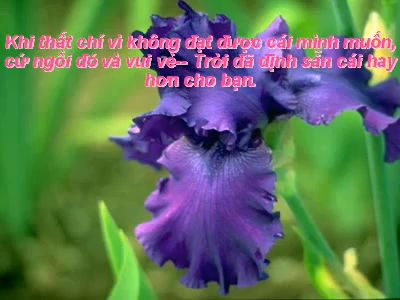 Khi thất chí vì không đạt được cái mình muốn,
cứ ngồi đó và vui vẻ-- Trời đã định sẵn cái hay
hơn cho bạn.